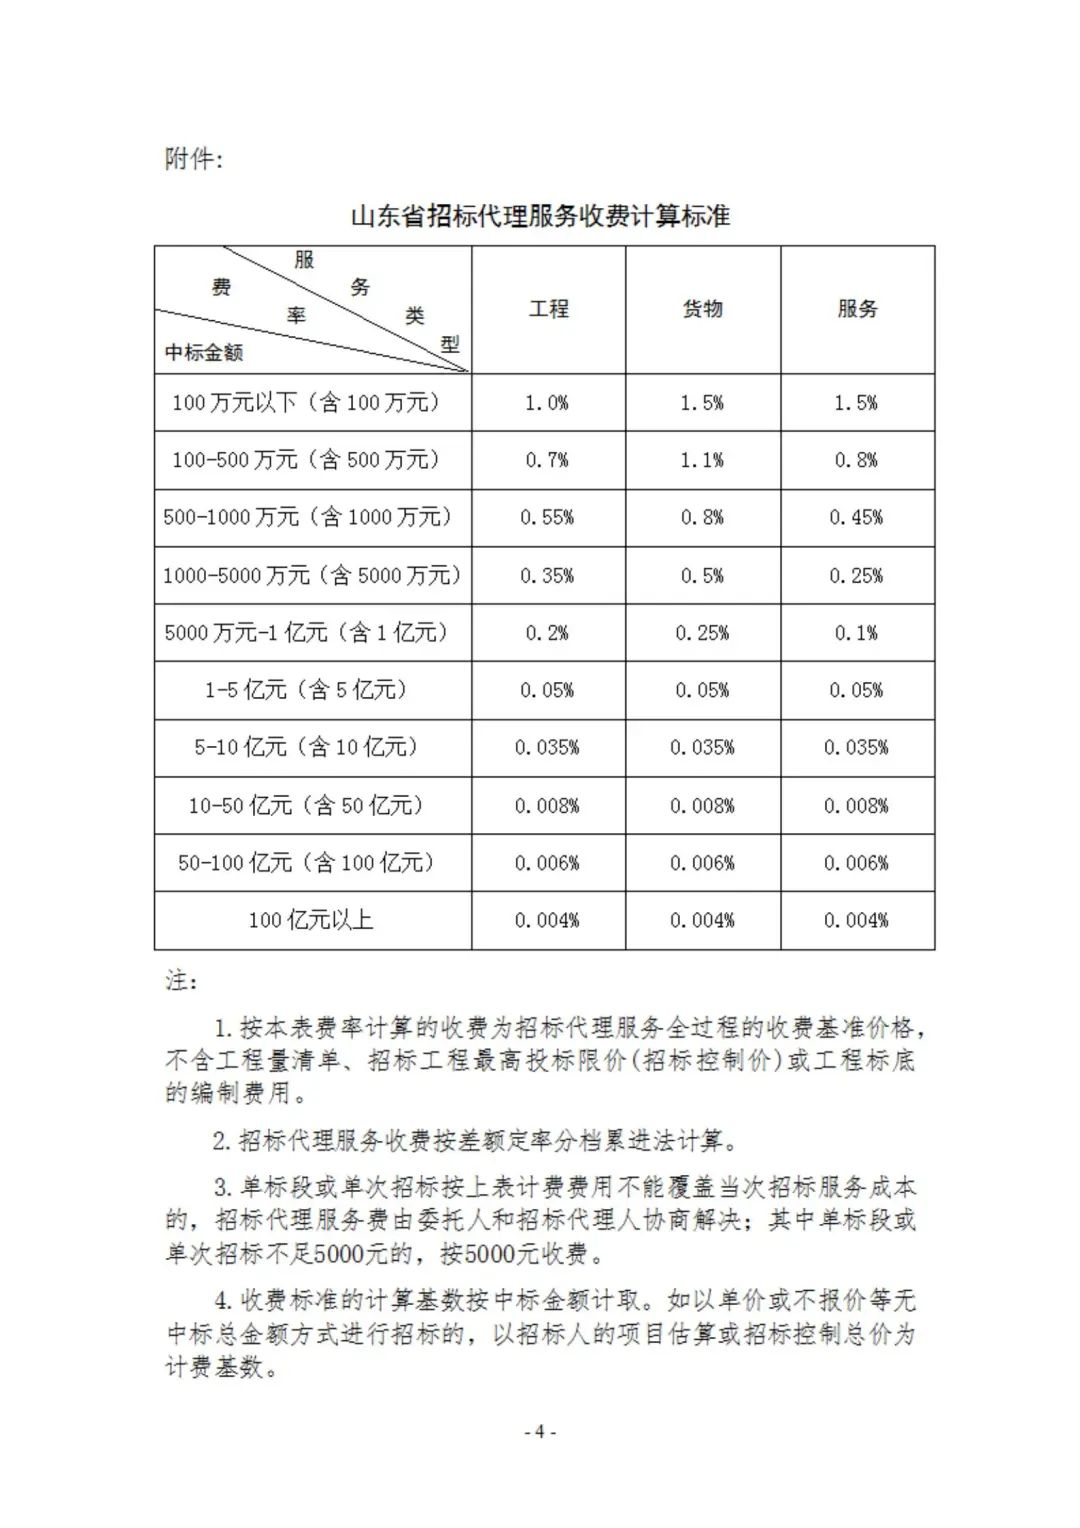 附件:
山东省招标代理服务收费计算标准
服务类型
费率
中标金额
工程 货物 服务
100万元以下（含100万元） 1.0% 1.5% 1.5%
100-500万元（含500万元） 0.7% 1.1% 0.8%
500-1000万元（含1000万元） 0.55% 0.8% 0.45%
1000-5000万元（含5000万元） 0.35% 0.5% 0.25%
5000万元-1亿元（含1亿元） 0.2% 0.25% 0.1%
1-5亿元（含5亿元） 0.05% 0.05% 0.05%
5-10亿元（含10亿元） 0.035% 0.035% 0.035%
10-50亿元（含50亿元） 0.008% 0.008% 0.008%
50-100亿元（含100亿元） 0.006% 0.006% 0.006%
100亿元以上 0.004% 0.004% 0.004%
注：
1.按本表费率计算的收费为招标代理服务全过程的收费基准价格，
不含工程量清单、招标工程最高投标限价(招标控制价)或工程标底
的编制费用。
2.招标代理服务收费按差额定率分档累进法计算。
3.单标段或单次招标按上表计费费用不能覆盖当次招标服务成本
的，招标代理服务费由委托人和招标代理人协商解决；其中单标段或
单次招标不足5000元的，按5000元收费。
4.收费标准的计算基数按中标金额计取。如以单价或不报价等无
中标总金额方式进行招标的，以招标人的项目估算或招标控制总价为
计费基数。
- 4 -